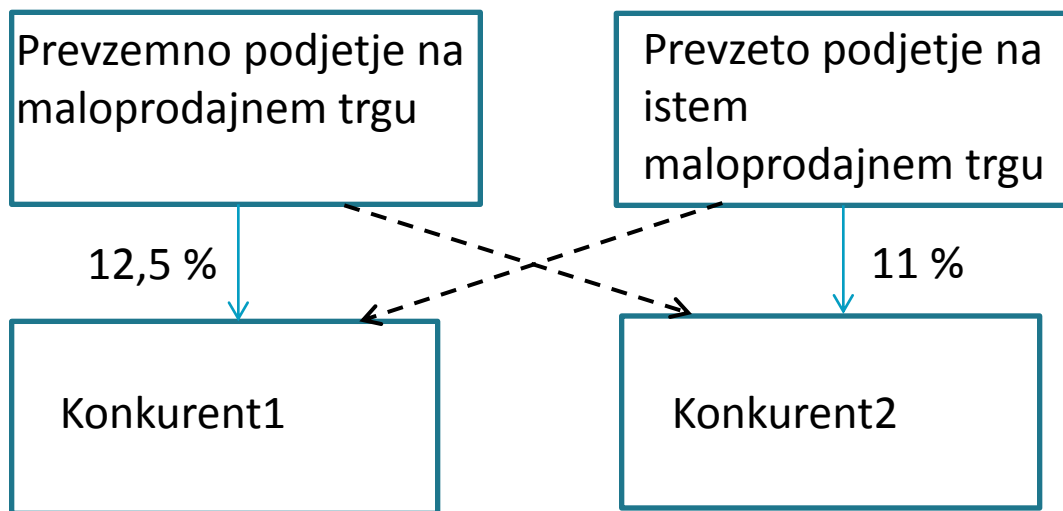 Prevzemno podjetje na
maloprodajnem trgu
Prevzeto podjetje na
istem
maloprodajnem trgu
12,5 %
11 %
Konkurent1
Konkurent2